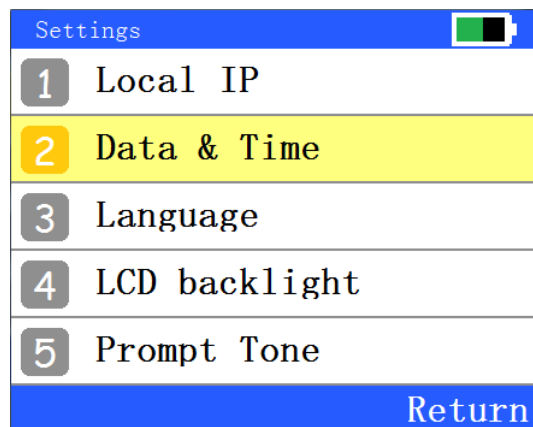 Settings
1 Local IP
2 Data & Time
3 Language
4 LCD backlight
5 Prompt Tone
Return